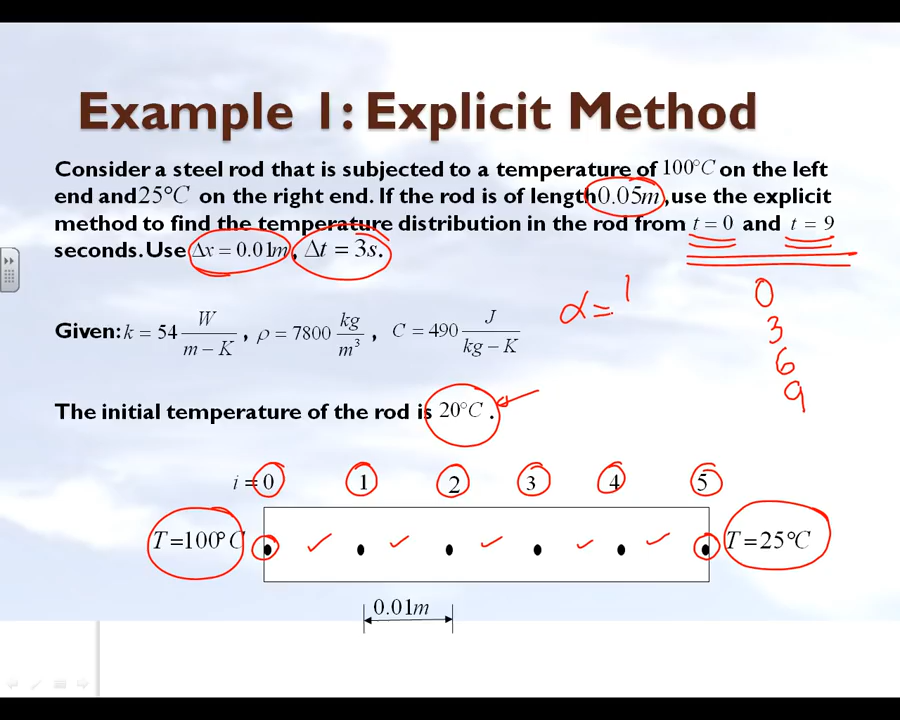 Example 1: Explicit Method
Consider a steel rod that is subjected to a temperature of 100°C on the left
end and 25°C on the right end. If the rod is of length 0.05m, use the explicit
method to find the temperature distribution in the rod from t = 0 and t = 9
seconds. Use Δx = 0.01m, Δt = 3s.
α = 1
0
3
6
9
Given: k = 54 W/m−K, ρ = 7800 kg/m³, C = 490 J/kg−K
The initial temperature of the rod is 20°C.
i = 0 1 2 3 4 5
T = 100°C T = 25°C
0.01m